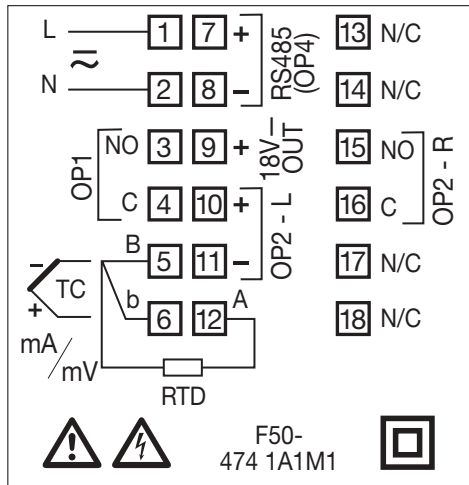 L 1 7 + 13 N/C
N 2 8 – 14 N/C
RS485
(OP4)
NO 3 9 + 15 NO
OP1
18V⎓
OUT
C 4 10 + 16 C
OP2 - L
OP2 - R
B 5 11 – 17 N/C
–
TC
+
b 6 12 A 18 N/C
mA/mV
RTD
F50-
474 1A1M1